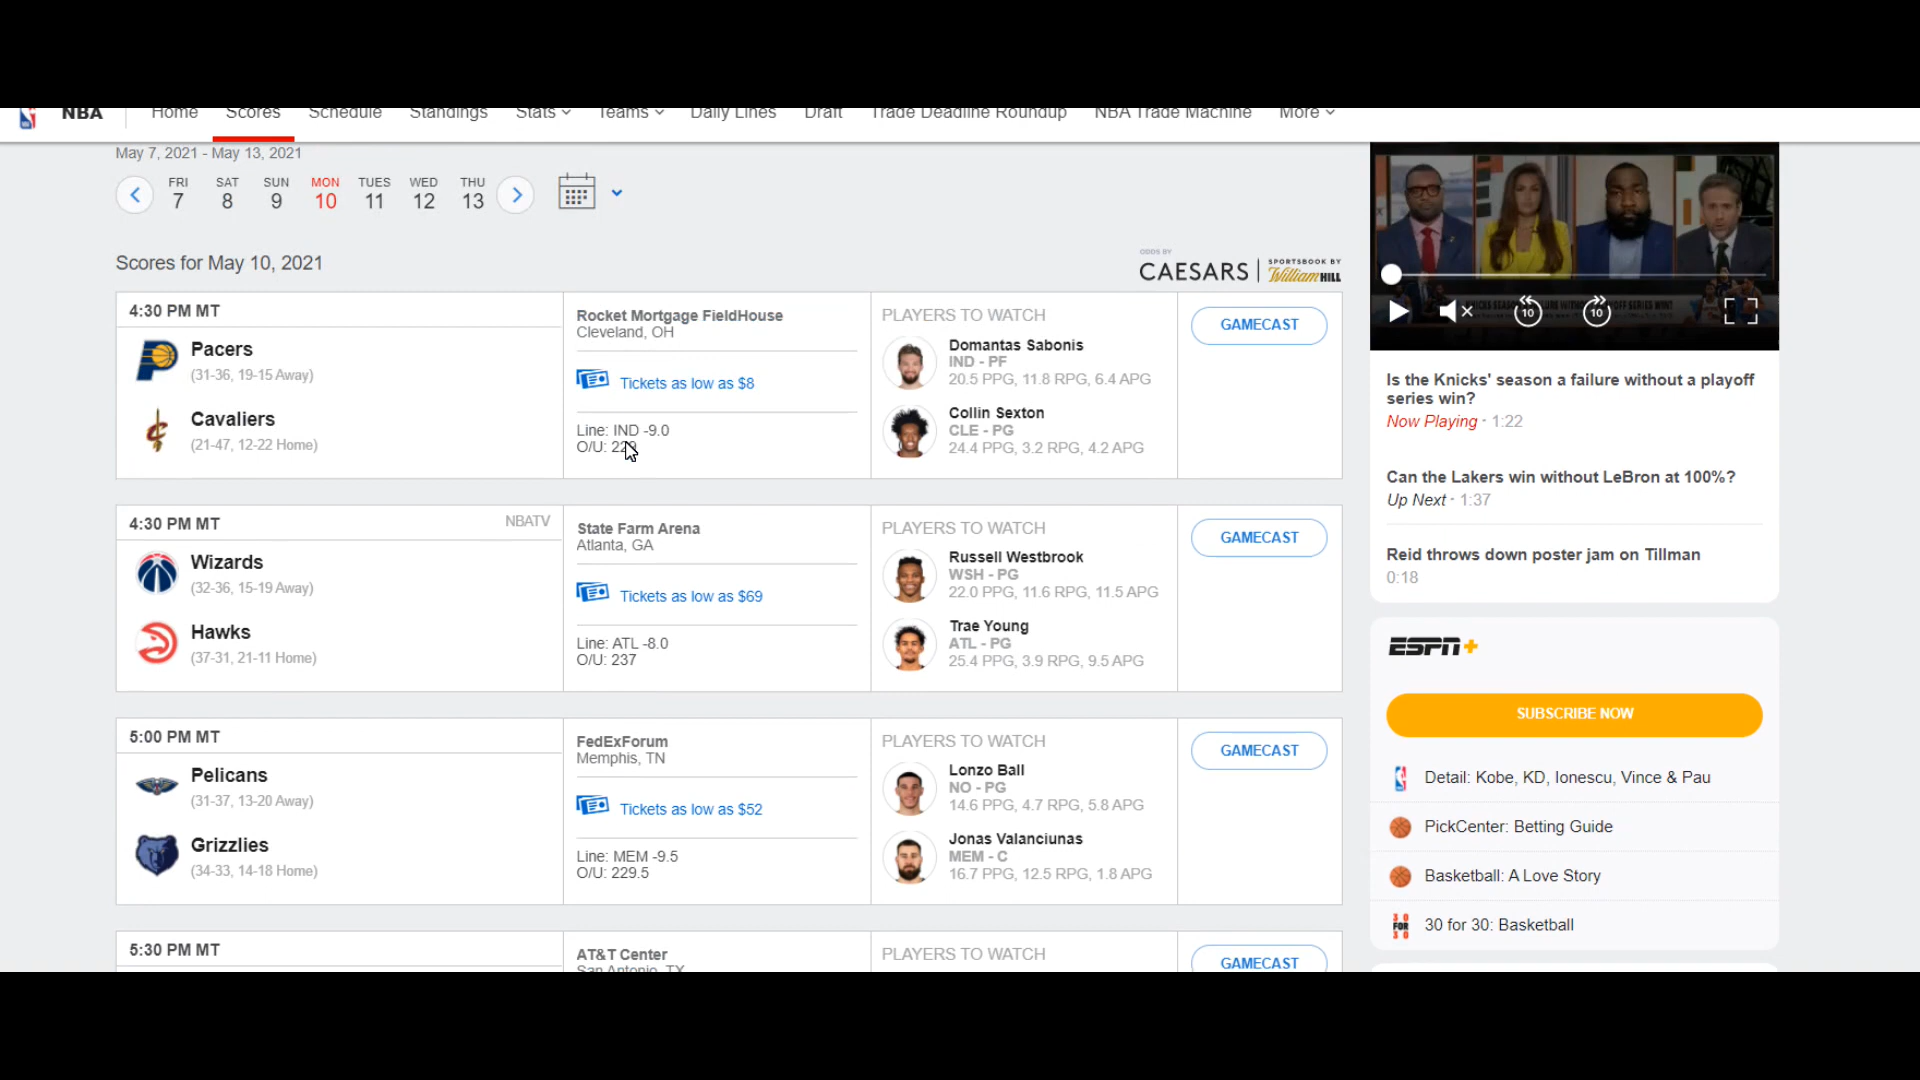 NBA Home Scores Schedule Standings Stats Teams Daily Lines Draft Trade Deadline Roundup NBA Trade Machine More
May 7, 2021 - May 13, 2021
FRI SAT SUN MON TUES WED THU
7 8 9 10 11 12 13
Scores for May 10, 2021
ODDS BY
CAESARS | SPORTSBOOK BY
William HILL
4:30 PM MT
Pacers
(31-36, 19-15 Away)
Cavaliers
(21-47, 12-22 Home)
Rocket Mortgage FieldHouse
Cleveland, OH
Tickets as low as $8
Line: IND -9.0
O/U:
PLAYERS TO WATCH
Domantas Sabonis
IND - PF
20.5 PPG, 11.8 RPG, 6.4 APG
Collin Sexton
CLE - PG
24.4 PPG, 3.2 RPG, 4.2 APG
GAMECAST
4:30 PM MT NBATV
Wizards
(32-36, 15-19 Away)
Hawks
(37-31, 21-11 Home)
State Farm Arena
Atlanta, GA
Tickets as low as $69
Line: ATL -8.0
O/U: 237
PLAYERS TO WATCH
Russell Westbrook
WSH - PG
22.0 PPG, 11.6 RPG, 11.5 APG
Trae Young
ATL - PG
25.4 PPG, 3.9 RPG, 9.5 APG
GAMECAST
5:00 PM MT
Pelicans
(31-37, 13-20 Away)
Grizzlies
(34-33, 14-18 Home)
FedExForum
Memphis, TN
Tickets as low as $52
Line: MEM -9.5
O/U: 229.5
PLAYERS TO WATCH
Lonzo Ball
NO - PG
14.6 PPG, 4.7 RPG, 5.8 APG
Jonas Valanciunas
MEM - C
16.7 PPG, 12.5 RPG, 1.8 APG
GAMECAST
5:30 PM MT
AT&T Center
San Antonio, TX
PLAYERS TO WATCH
GAMECAST
10 10
Is the Knicks' season a failure without a playoff
series win?
Now Playing · 1:22
Can the Lakers win without LeBron at 100%?
Up Next · 1:37
Reid throws down poster jam on Tillman
0:18
ESPN+
SUBSCRIBE NOW
Detail: Kobe, KD, Ionescu, Vince & Pau
PickCenter: Betting Guide
Basketball: A Love Story
30 FOR 30
30 for 30: Basketball